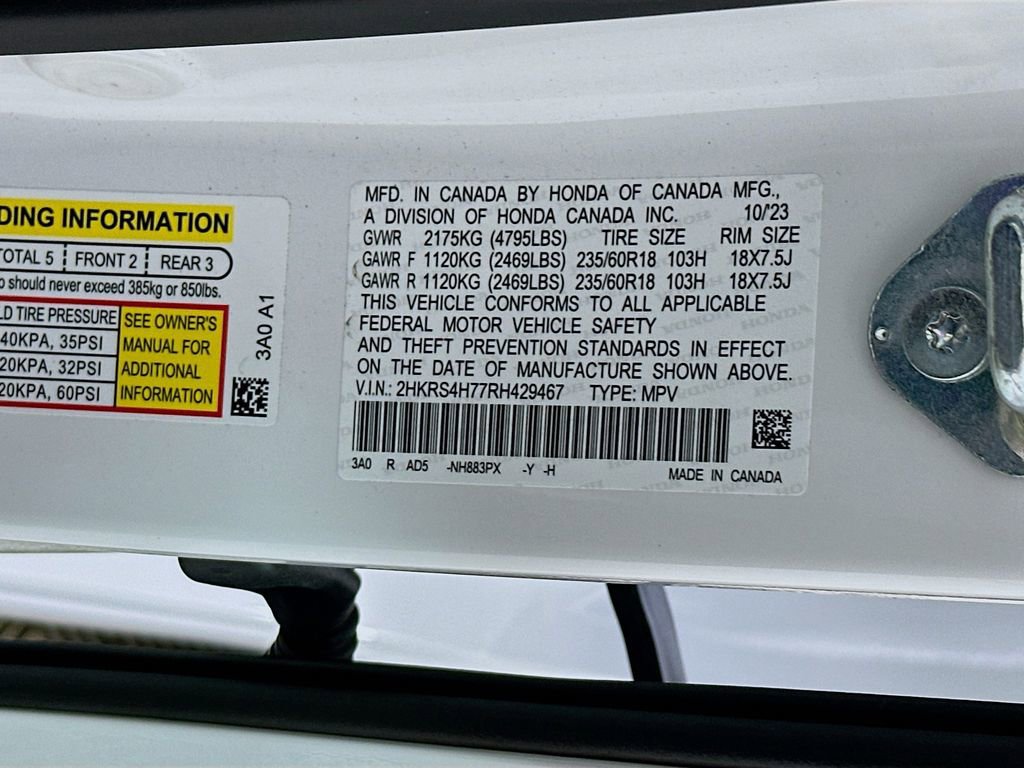 DING INFORMATION
TOTAL 5 FRONT 2 REAR 3
should never exceed 385kg or 850lbs.
TIRE PRESSURE
40KPA, 35PSI
20KPA, 32PSI
20KPA, 60PSI
SEE OWNER'S
MANUAL FOR
ADDITIONAL
INFORMATION
3A0 A1
MFD. IN CANADA BY HONDA OF CANADA MFG.,
A DIVISION OF HONDA CANADA INC. 10/'23
GVWR 2175KG (4795LBS) TIRE SIZE RIM SIZE
GAWR F 1120KG (2469LBS) 235/60R18 103H 18X7.5J
GAWR R 1120KG (2469LBS) 235/60R18 103H 18X7.5J
THIS VEHICLE CONFORMS TO ALL APPLICABLE
FEDERAL MOTOR VEHICLE SAFETY
AND THEFT PREVENTION STANDARDS IN EFFECT
ON THE DATE OF MANUFACTURE SHOWN ABOVE.
V.I.N.: 2HKRS4H77RH429467 TYPE: MPV
3A0 R AD5 -NH883PX -Y -H MADE IN CANADA